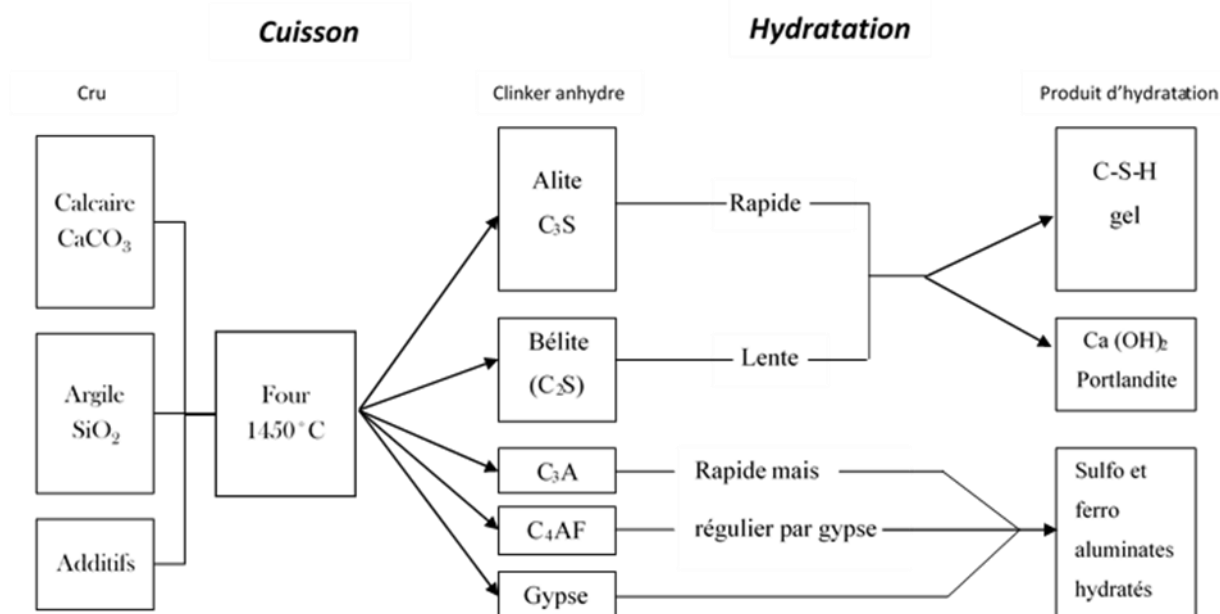 Cuisson
Hydratation
Cru
Clinker anhydre
Produit d'hydratation
Calcaire
CaCO₃
Argile
SiO₂
Additifs
Four
1450°C
Alite
C₃S
Bélite
(C₂S)
C₃A
C₄AF
Gypse
Rapide
Lente
Rapide mais
régulier par gypse
C-S-H
gel
Ca (OH)₂
Portlandite
Sulfo et
ferro
aluminates
hydratés